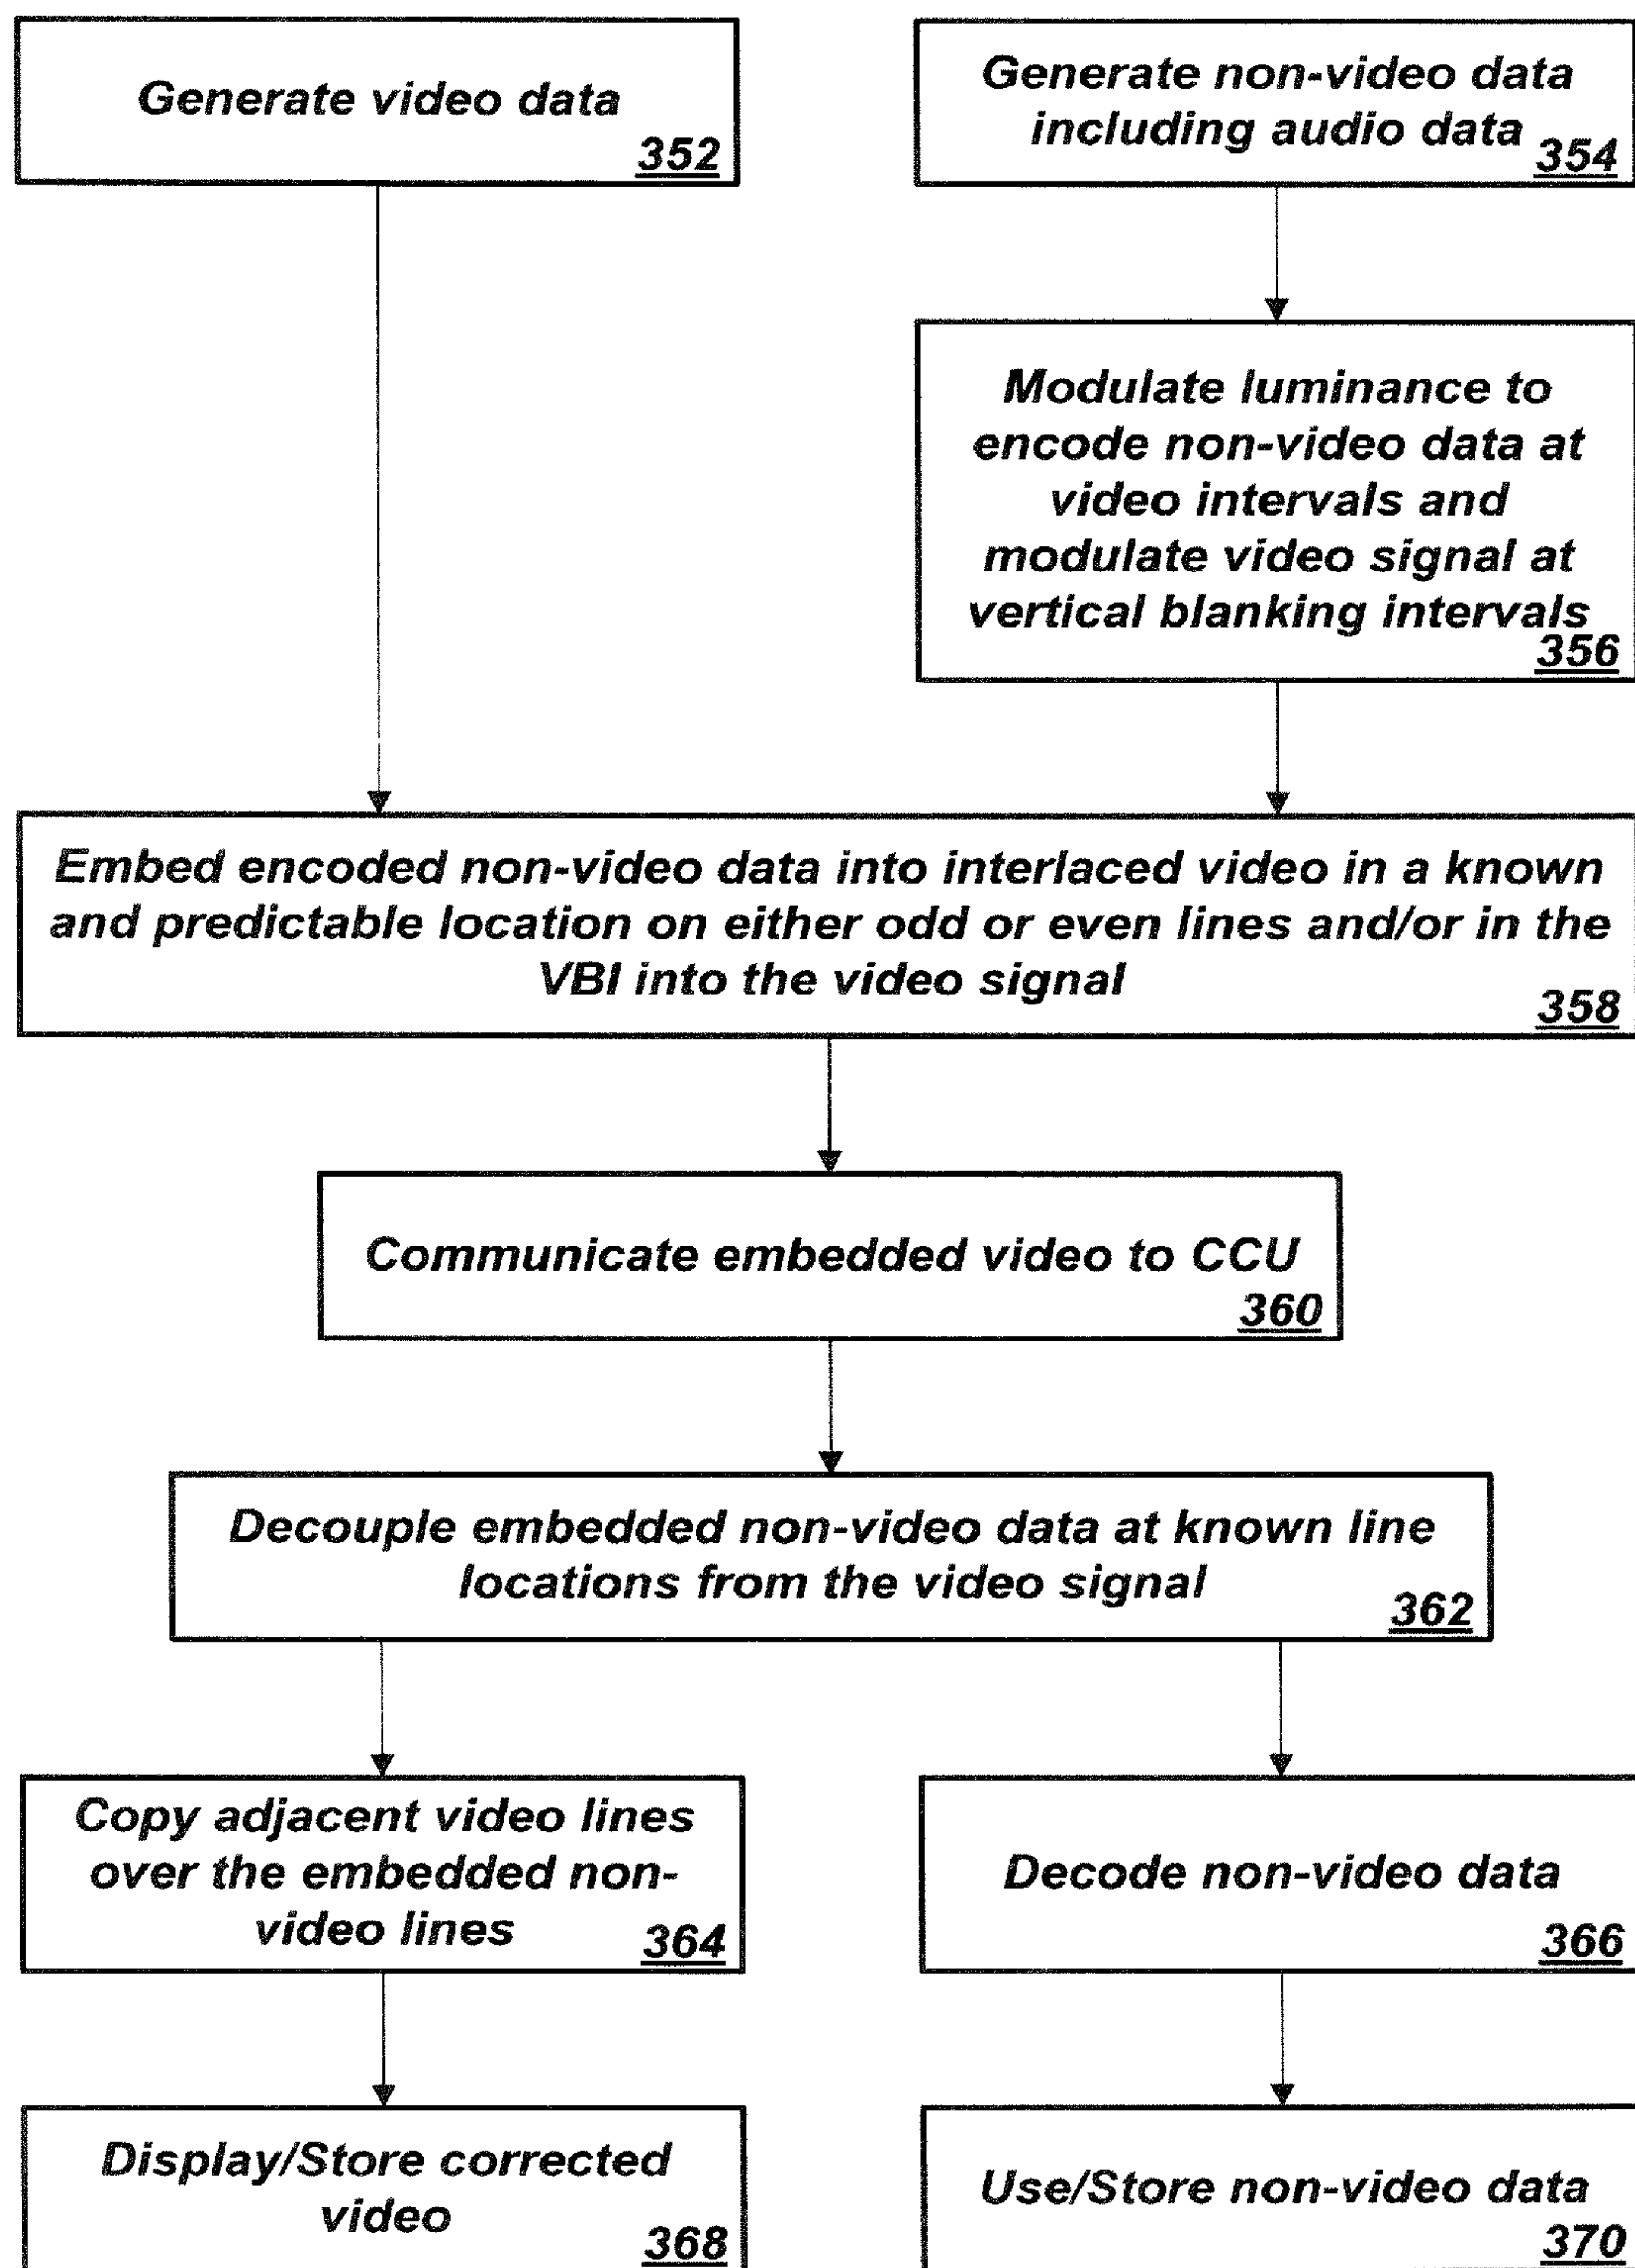 Generate video data
352
Generate non-video data
including audio data
354
Modulate luminance to
encode non-video data at
video intervals and
modulate video signal at
vertical blanking intervals
356
Embed encoded non-video data into interlaced video in a known
and predictable location on either odd or even lines and/or in the
VBI into the video signal
358
Communicate embedded video to CCU
360
Decouple embedded non-video data at known line
locations from the video signal
362
Copy adjacent video lines
over the embedded non-
video lines
364
Decode non-video data
366
Display/Store corrected
video
368
Use/Store non-video data
370